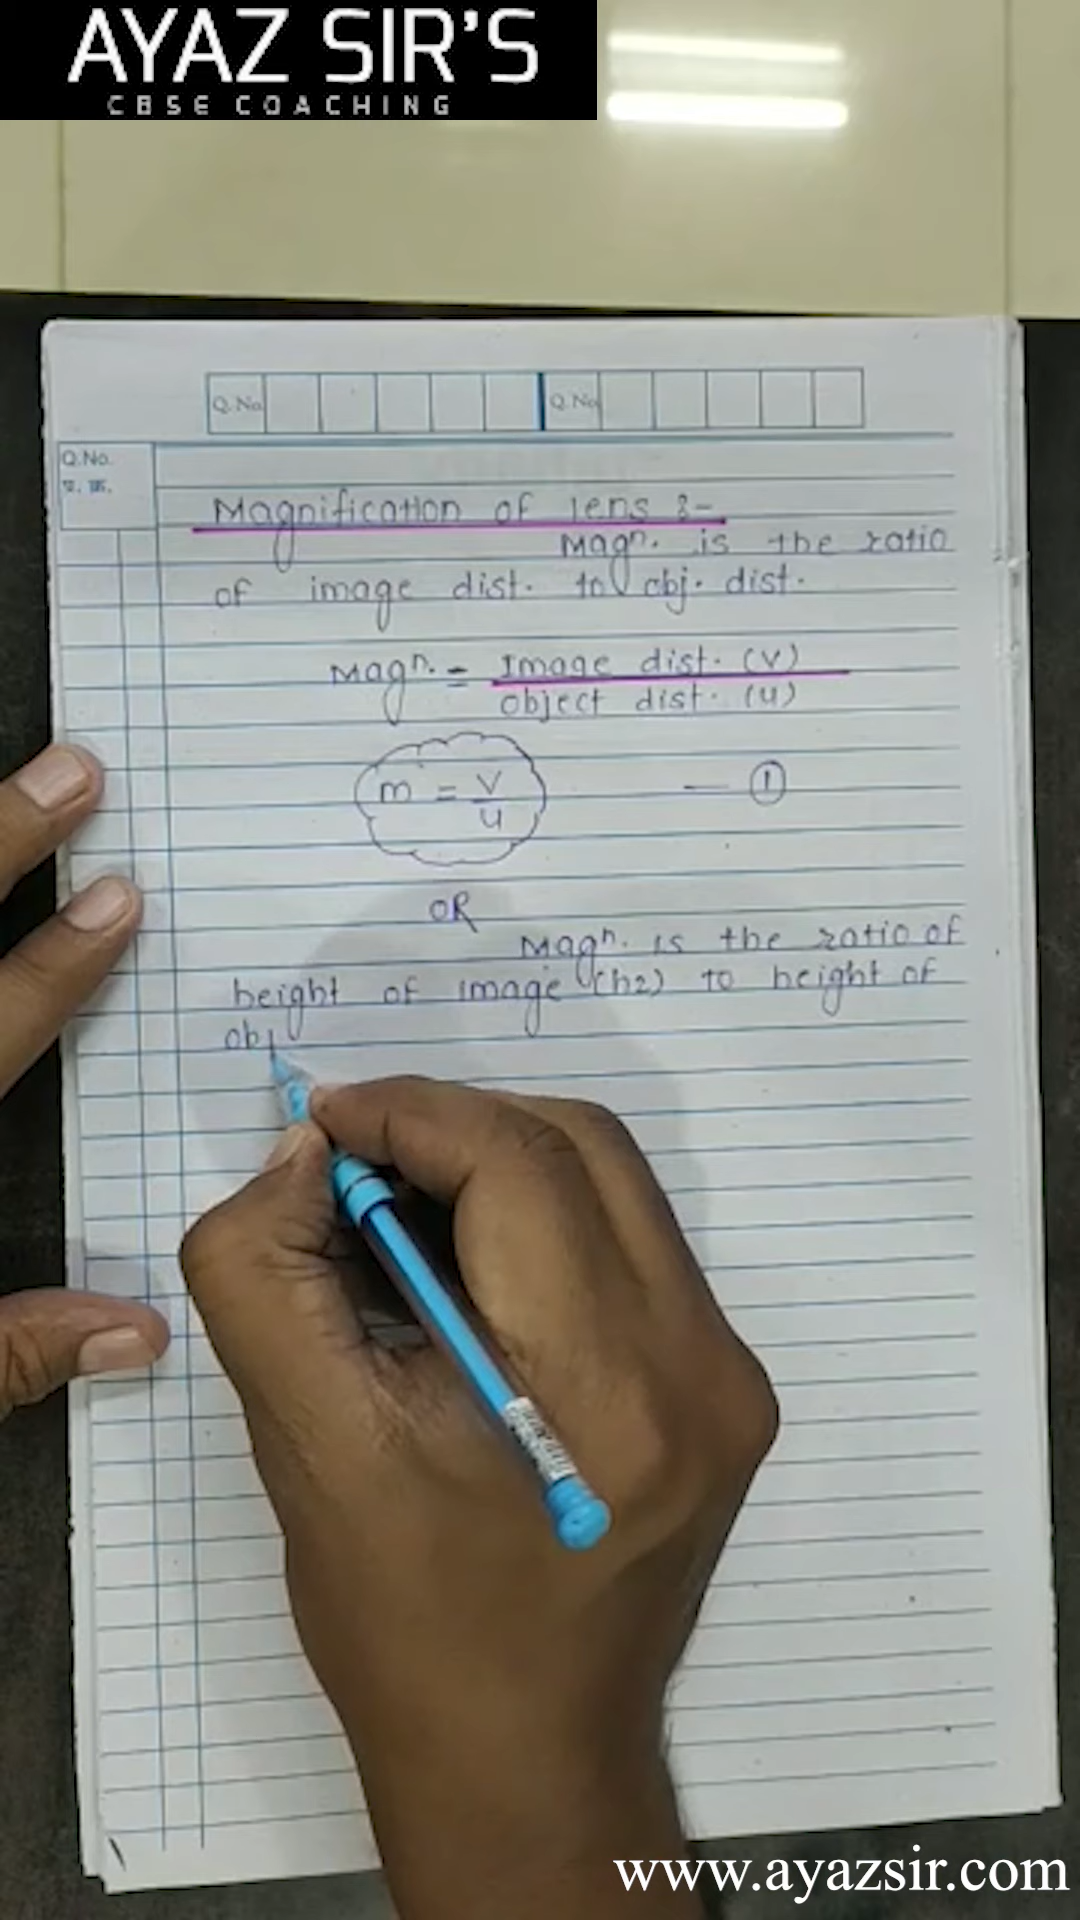 AYAZ SIR'S
CBSE COACHING
Q.No. Q.No.
Q.No.
प्र. क्र.
Magnification of lens :-
Magn. is the ratio
of image dist. to obj. dist.
Magn. = Image dist. (v)
Object dist. (u)
m = v
u
— 1
OR
Magn. is the ratio of
height of image (h2) to height of
obj
www.ayazsir.com